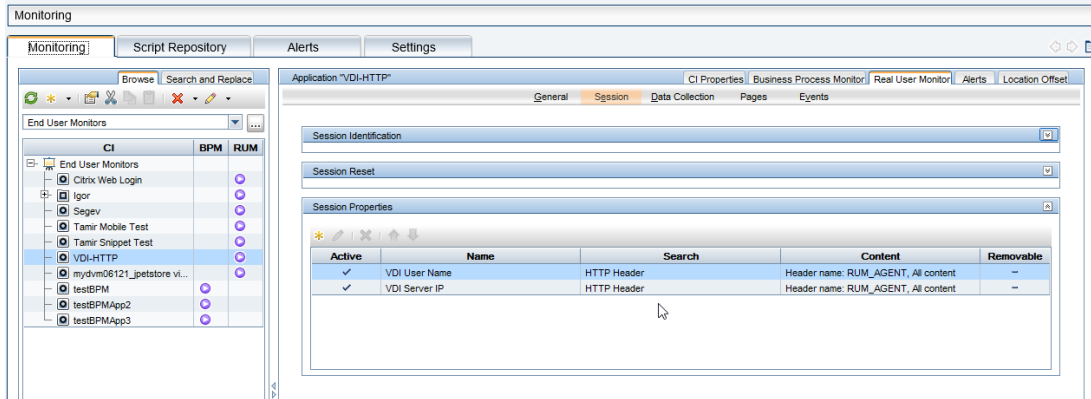 Monitoring
Monitoring Script Repository Alerts Settings
Browse Search and Replace
End User Monitors
...
CI BPM RUM
End User Monitors
Citrix Web Login
Igor
Segev
Tamir Mobile Test
Tamir Snippet Test
VDI-HTTP
mydvm06121_jpetstore vi...
testBPM
testBPMApp2
testBPMApp3
Application "VDI-HTTP"
CI Properties Business Process Monitor Real User Monitor Alerts Location Offset
General Session Data Collection Pages Events
Session Identification
Session Reset
Session Properties
Active Name Search Content Removable
VDI User Name HTTP Header Header name: RUM_AGENT, All content –
VDI Server IP HTTP Header Header name: RUM_AGENT, All content –